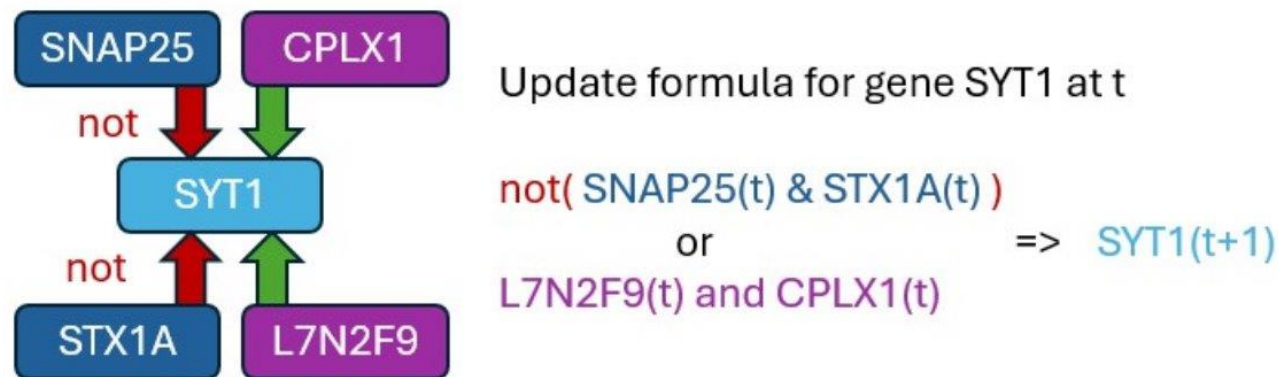 SNAP25
CPLX1
not
SYT1
not
STX1A
L7N2F9
Update formula for gene SYT1 at t
not( SNAP25(t) & STX1A(t) )
or
=> SYT1(t+1)
L7N2F9(t) and CPLX1(t)